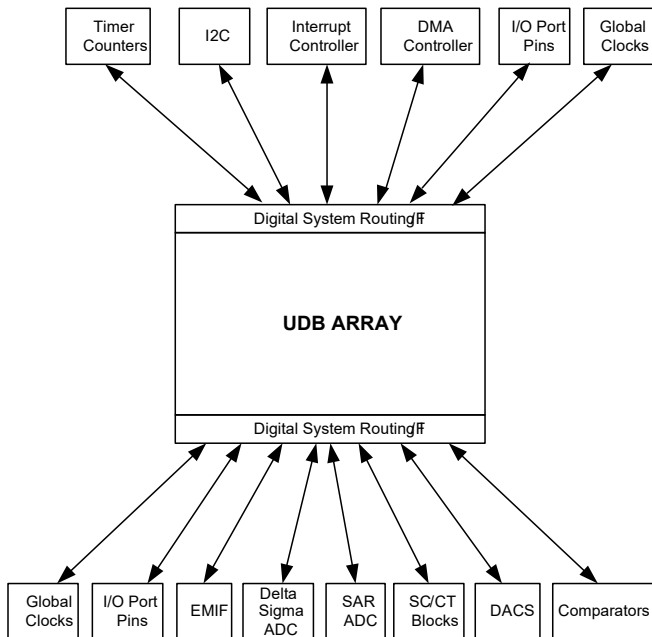 Timer
Counters
I2C
Interrupt
Controller
DMA
Controller
I/O Port
Pins
Global
Clocks
Digital System Routing I/F
UDB ARRAY
Digital System Routing I/F
Global
Clocks
I/O Port
Pins
EMIF
Delta
Sigma
ADC
SAR
ADC
SC/CT
Blocks
DACS
Comparators